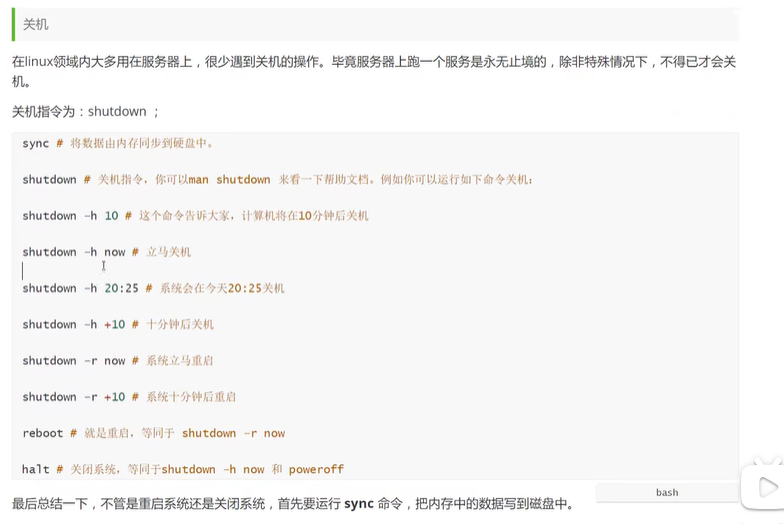 关机
在linux领域内大多用在服务器上，很少遇到关机的操作。毕竟服务器上跑一个服务是永无止境的，除非特殊情况下，不得已才会关
机。
关机指令为：shutdown ；
sync # 将数据由内存同步到硬盘中。
shutdown # 关机指令，你可以man shutdown 来看一下帮助文档。例如你可以运行如下命令关机：
shutdown -h 10 # 这个命令告诉大家，计算机将在10分钟后关机
shutdown -h now # 立马关机
shutdown -h 20:25 # 系统会在今天20:25关机
shutdown -h +10 # 十分钟后关机
shutdown -r now # 系统立马重启
shutdown -r +10 # 系统十分钟后重启
reboot # 就是重启，等同于 shutdown -r now
halt # 关闭系统，等同于shutdown -h now 和 poweroff
bash
最后总结一下，不管是重启系统还是关闭系统，首先要运行 sync 命令，把内存中的数据写到磁盘中。